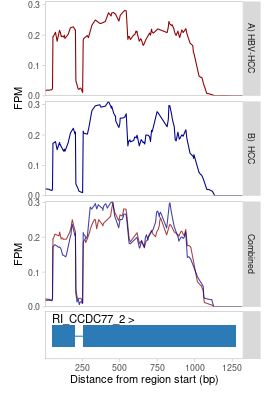 0.3
0.2
0.1
0.0
FPM
A) HBV-HCC
0.3
0.2
0.1
0.0
B) HCC
0.3
0.2
0.1
0.0
FPM
Combined
RI_CCDC77_2 >
250 500 750 1000 1250
Distance from region start (bp)